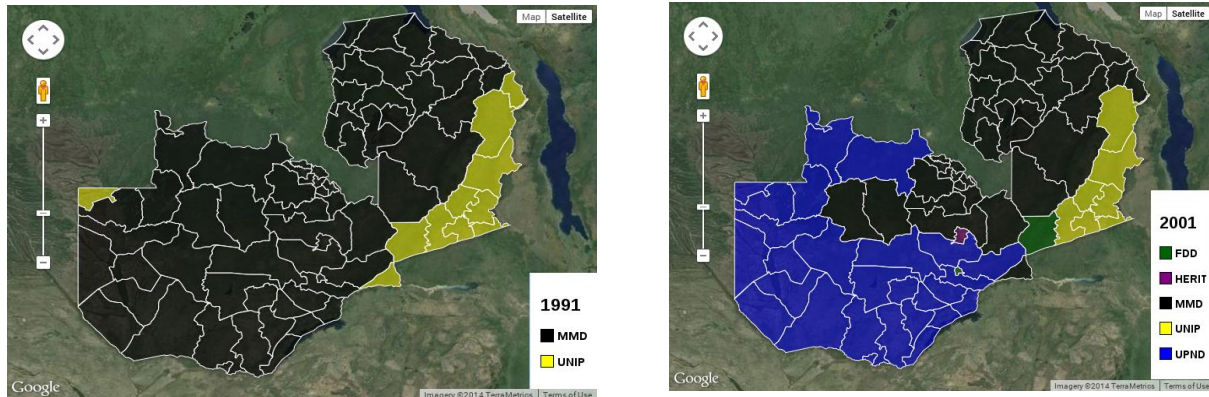 Map Satellite
1991
MMD
UNIP
Google
Imagery ©2014 TerraMetrics Terms of Use
Map Satellite
2001
FDD
HERIT
MMD
UNIP
UPND
Google
Imagery ©2014 TerraMetrics Terms of Use